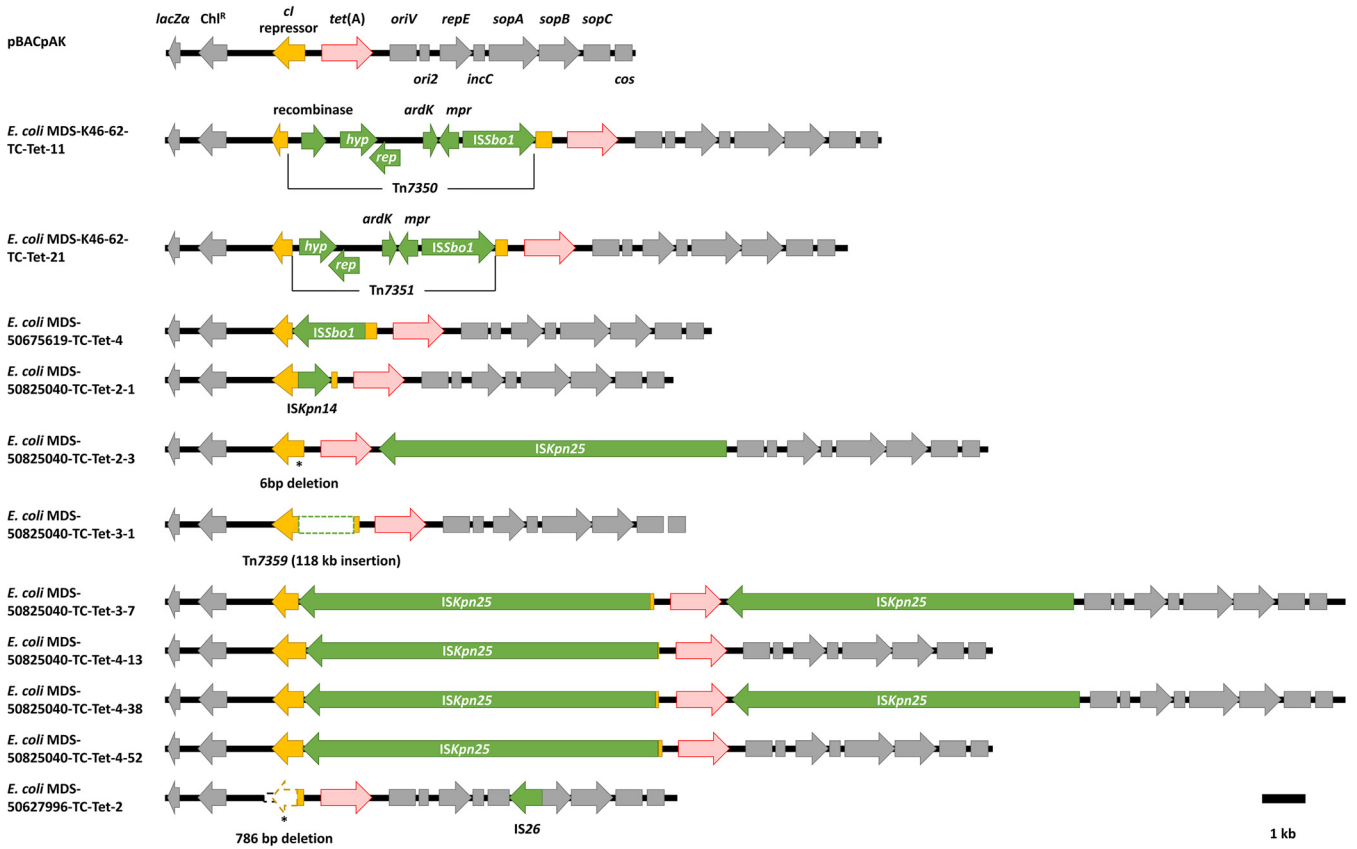 lacZα ChlR cI repressor tet(A) oriV repE sopA sopB sopC
pBACpAK
ori2 incC cos
recombinase ardK mpr
E. coli MDS-K46-62-
TC-Tet-11
hyp ISSbo1
rep
Tn7350
ardK mpr
E. coli MDS-K46-62-
TC-Tet-21
hyp ISSbo1
rep
Tn7351
E. coli MDS-
50675619-TC-Tet-4
ISSbo1
E. coli MDS-
50825040-TC-Tet-2-1
ISKpn14
E. coli MDS-
50825040-TC-Tet-2-3
ISKpn25
*
6bp deletion
E. coli MDS-
50825040-TC-Tet-3-1
Tn7359 (118 kb insertion)
E. coli MDS-
50825040-TC-Tet-3-7
ISKpn25 ISKpn25
E. coli MDS-
50825040-TC-Tet-4-13
ISKpn25
E. coli MDS-
50825040-TC-Tet-4-38
ISKpn25 ISKpn25
E. coli MDS-
50825040-TC-Tet-4-52
ISKpn25
E. coli MDS-
50627996-TC-Tet-2
*
786 bp deletion
IS26
1 kb